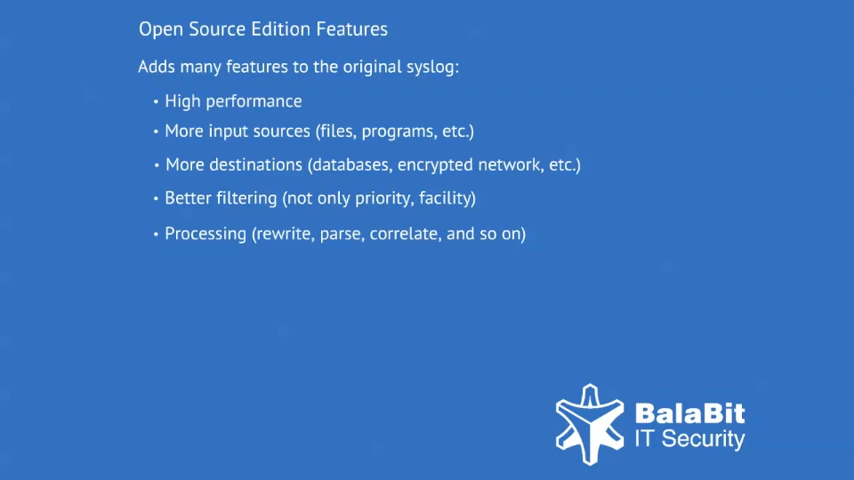 Open Source Edition Features
Adds many features to the original syslog:
• High performance
• More input sources (files, programs, etc.)
• More destinations (databases, encrypted network, etc.)
• Better filtering (not only priority, facility)
• Processing (rewrite, parse, correlate, and so on)
BalaBit
IT Security